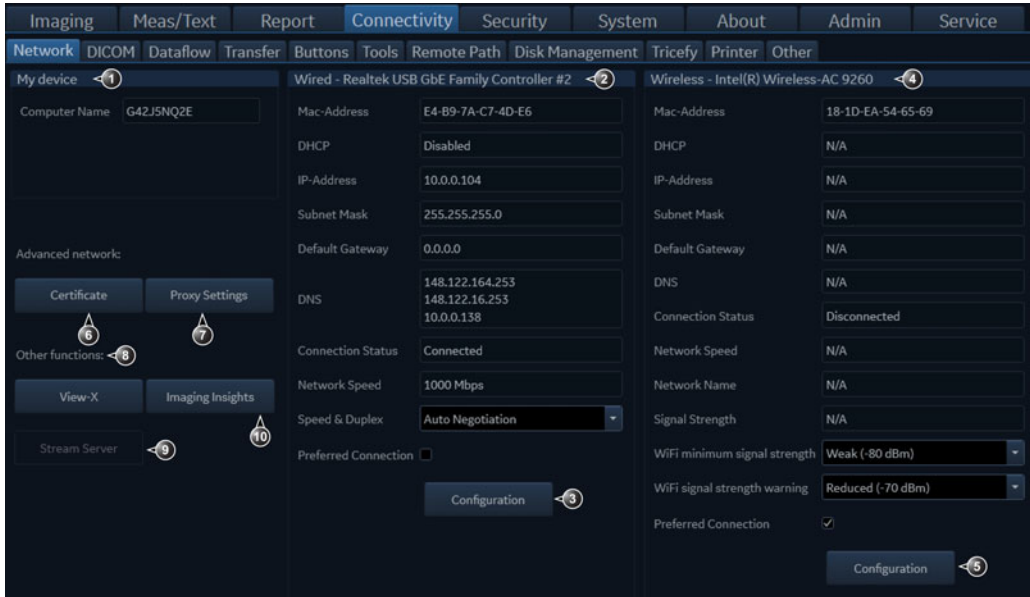 Imaging Meas/Text Report Connectivity Security System About Admin Service
Network DICOM Dataflow Transfer Buttons Tools Remote Path Disk Management Tricefy Printer Other
My device 1
Computer Name G42J5NQ2E
Advanced network:
Certificate Proxy Settings
6 7
Other functions: 8
View-X Imaging Insights
10
Stream Server 9
Wired - Realtek USB GbE Family Controller #2 2
Mac-Address E4-B9-7A-C7-4D-E6
DHCP Disabled
IP-Address 10.0.0.104
Subnet Mask 255.255.255.0
Default Gateway 0.0.0.0
DNS 148.122.164.253
148.122.16.253
10.0.0.138
Connection Status Connected
Network Speed 1000 Mbps
Speed & Duplex Auto Negotiation
Preferred Connection
Configuration 3
Wireless - Intel(R) Wireless-AC 9260 4
Mac-Address 18-1D-EA-54-65-69
DHCP N/A
IP-Address N/A
Subnet Mask N/A
Default Gateway N/A
DNS N/A
Connection Status Disconnected
Network Speed N/A
Network Name N/A
Signal Strength N/A
WiFi minimum signal strength Weak (-80 dBm)
WiFi signal strength warning Reduced (-70 dBm)
Preferred Connection
Configuration 5